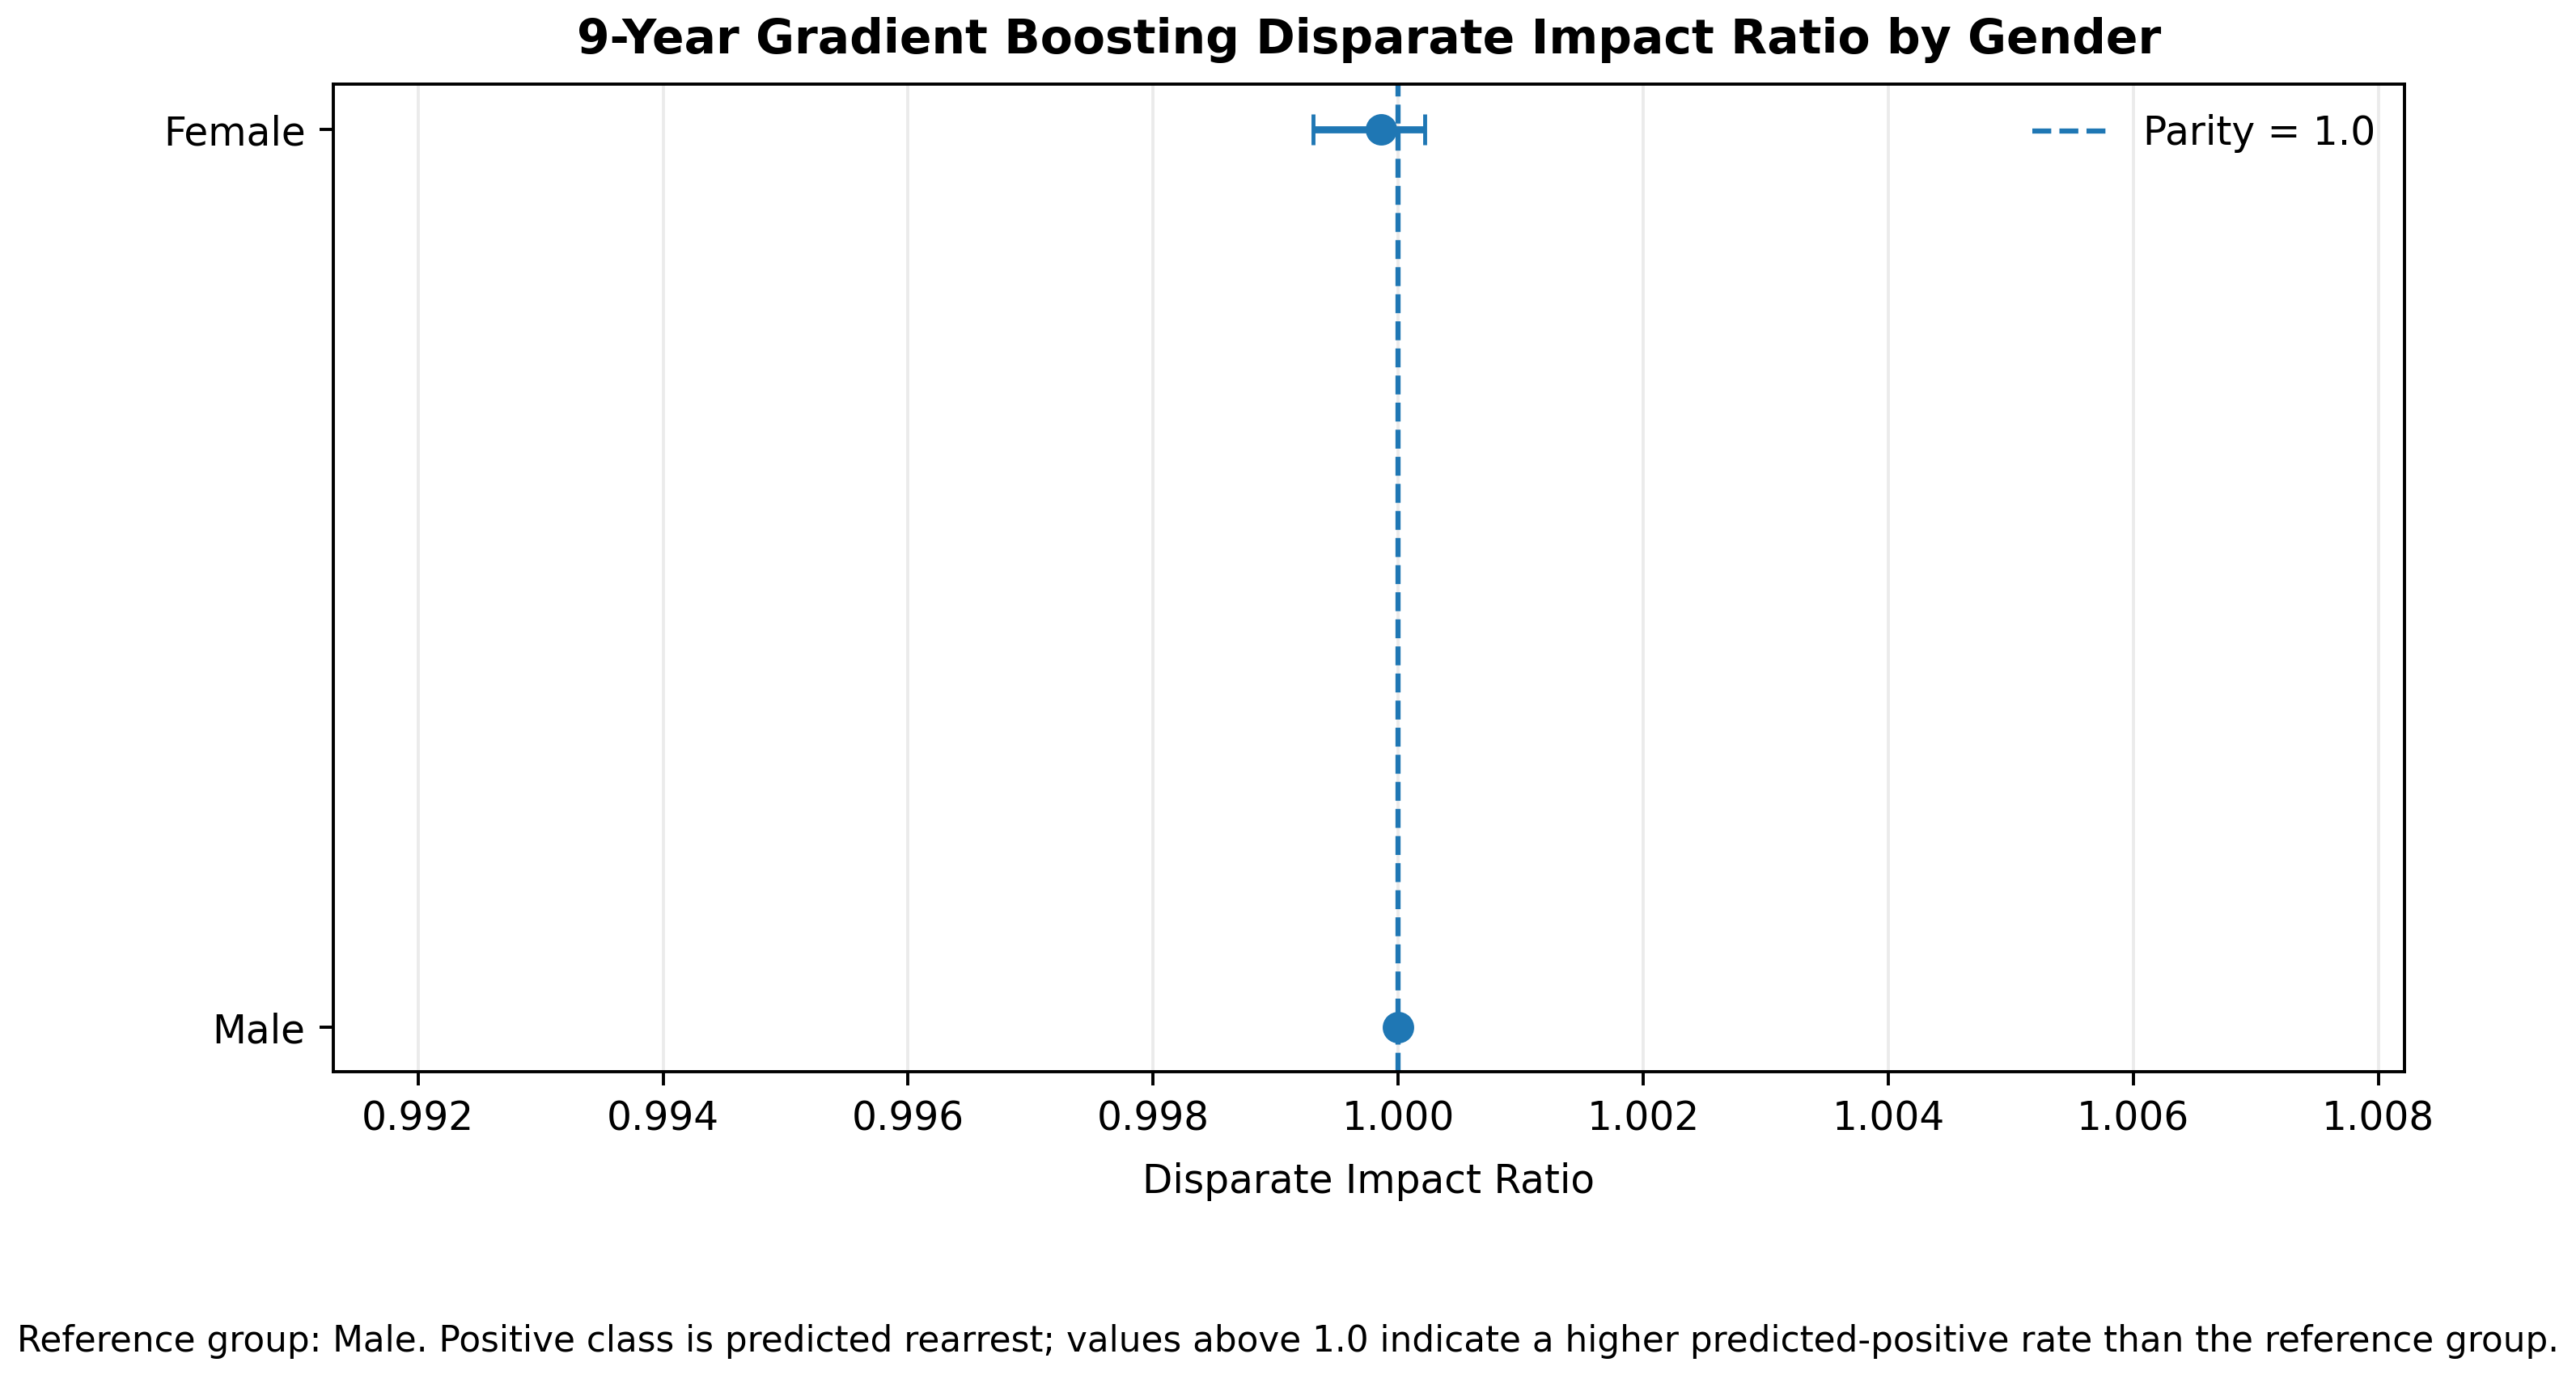 9-Year Gradient Boosting Disparate Impact Ratio by Gender
Female
Parity = 1.0
Male
0.992 0.994 0.996 0.998 1.000 1.002 1.004 1.006 1.008
Disparate Impact Ratio
Reference group: Male. Positive class is predicted rearrest; values above 1.0 indicate a higher predicted-positive rate than the reference group.